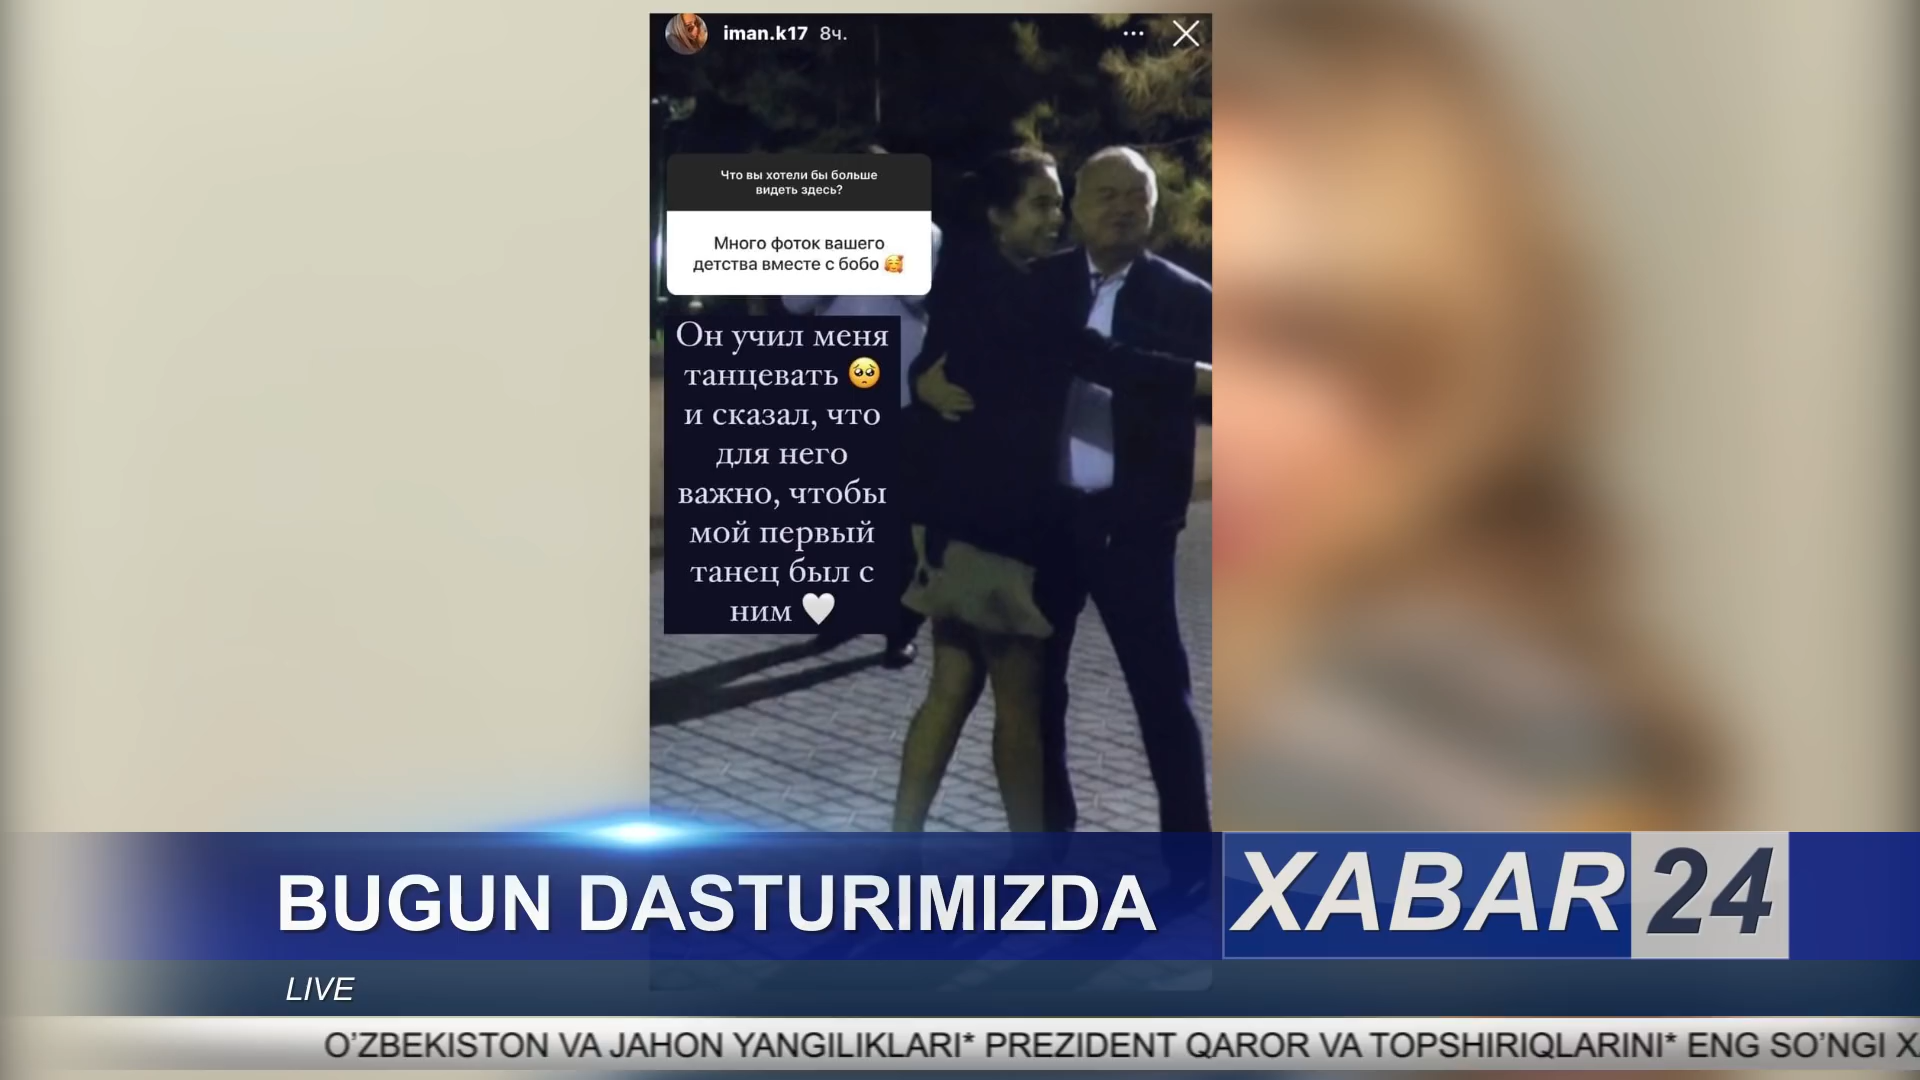 iman.k17 8ч.
Что вы хотели бы больше
видеть здесь?
Много фоток вашего
детства вместе с бобо 🥰
Он учил меня
танцевать 🥺
и сказал, что
для него
важно, чтобы
мой первый
танец был с
ним 🤍
BUGUN DASTURIMIZDA
XABAR 24
LIVE
O’ZBEKISTON VA JAHON YANGILIKLARI* PREZIDENT QAROR VA TOPSHIRIQLARINI* ENG SO’NGI